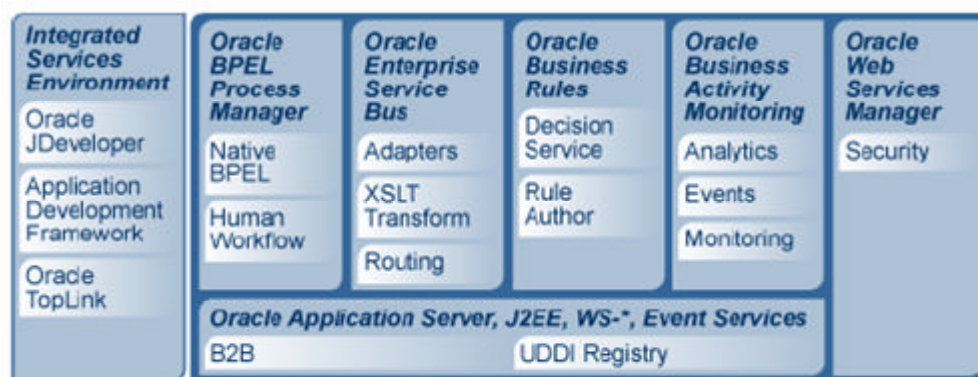 Integrated
Services
Environment
Oracle
JDeveloper
Application
Development
Framework
Oracle
TopLink
Oracle
BPEL
Process
Manager
Native
BPEL
Human
Workflow
Oracle
Enterprise
Service
Bus
Adapters
XSLT
Transform
Routing
Oracle
Business
Rules
Decision
Service
Rule
Author
Oracle
Business
Activity
Monitoring
Analytics
Events
Monitoring
Oracle
Web
Services
Manager
Security
Oracle Application Server, J2EE, WS-*, Event Services
B2B
UDDI Registry